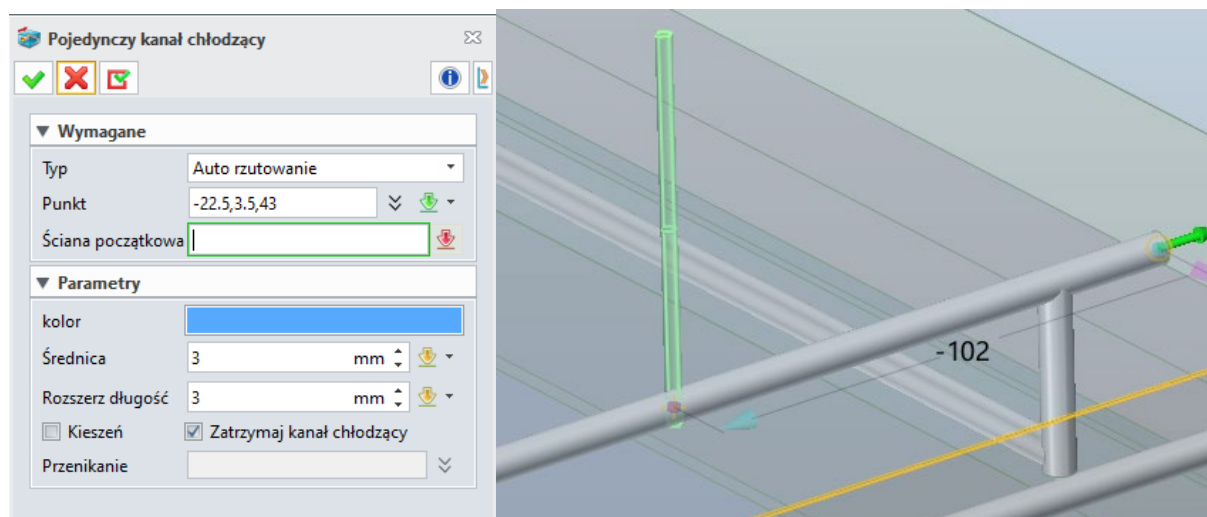 Pojedynczy kanał chłodzący
Wymagane
Typ Auto rzutowanie
Punkt -22.5,3.5,43
Ściana początkowa
Parametry
kolor
Średnica 3 mm
Rozszerz długość 3 mm
Kieszeń Zatrzymaj kanał chłodzący
Przenikanie
-102